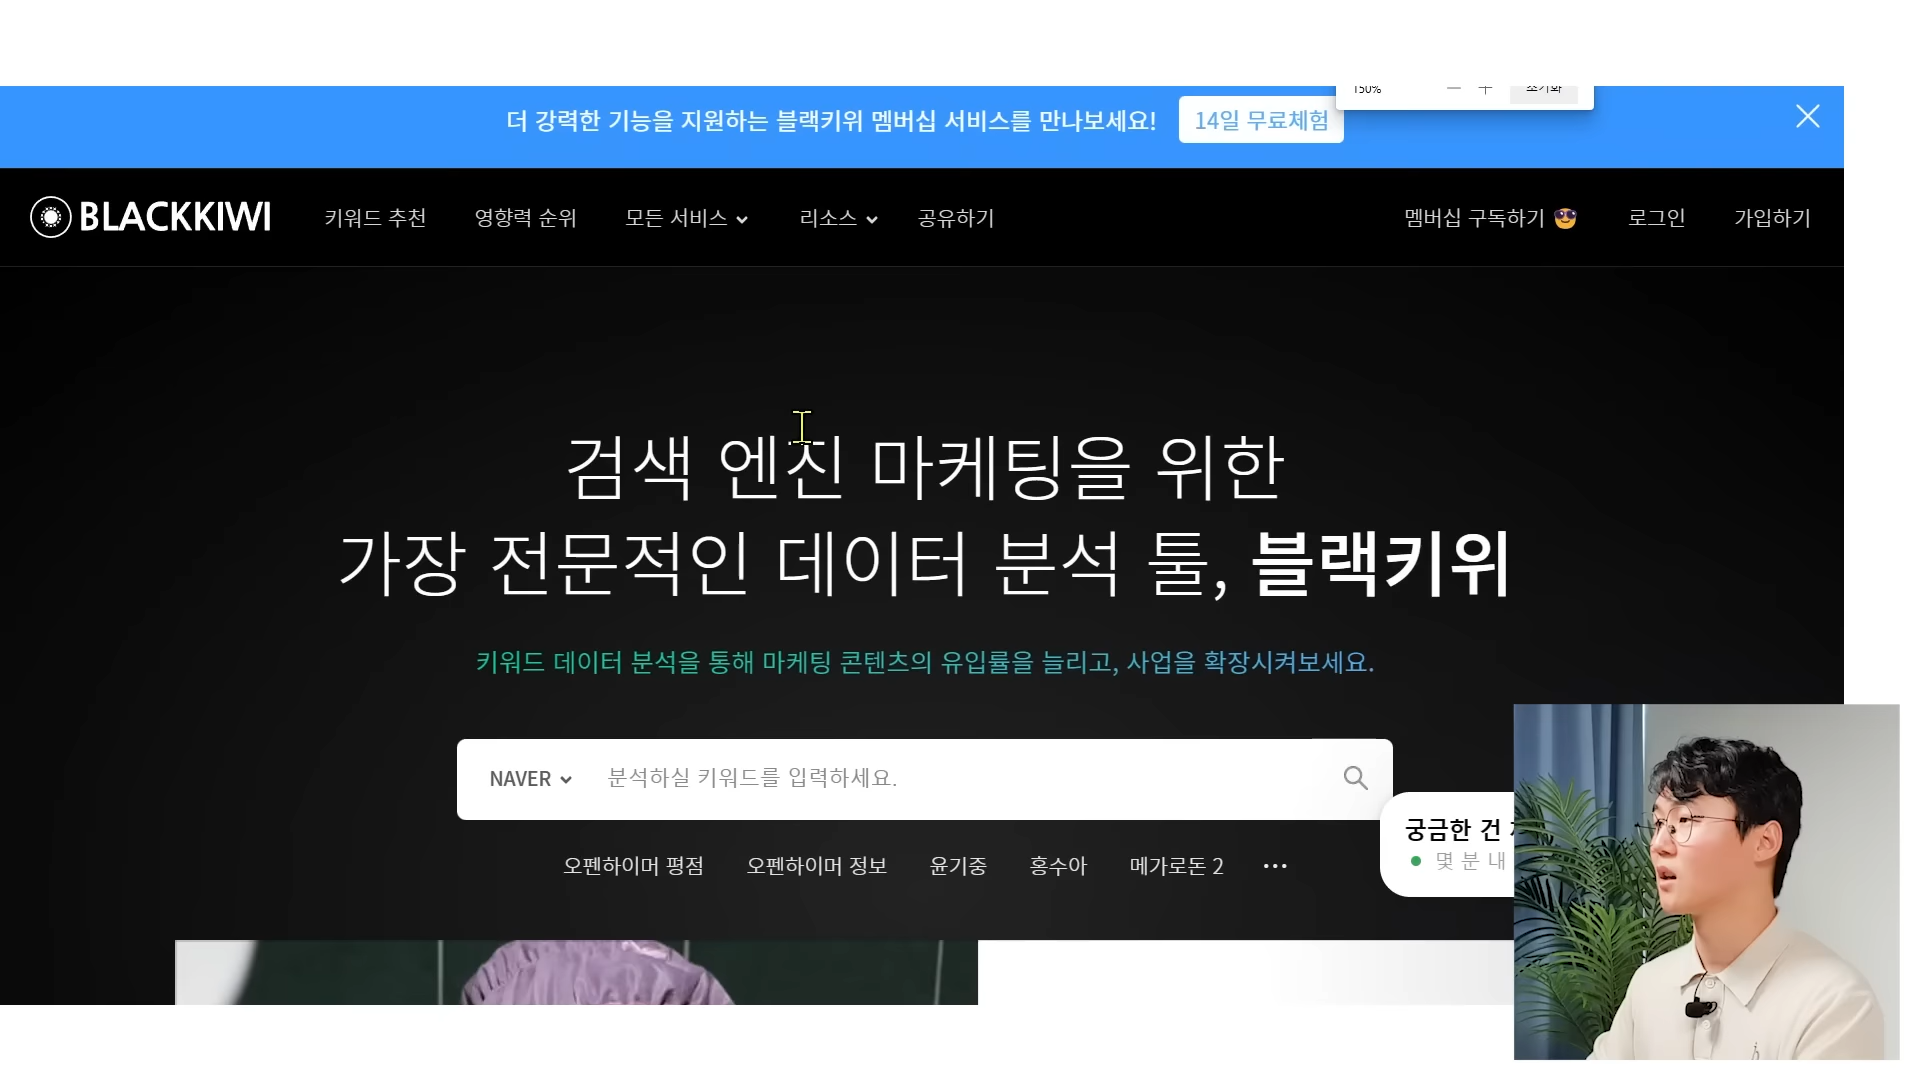 150%
초기화
더 강력한 기능을 지원하는 블랙키위 멤버십 서비스를 만나보세요!
14일 무료체험
BLACKKIWI
키워드 추천
영향력 순위
모든 서비스
리소스
공유하기
멤버십 구독하기 😎
로그인
가입하기
검색 엔진 마케팅을 위한
가장 전문적인 데이터 분석 툴, 블랙키위
키워드 데이터 분석을 통해 마케팅 콘텐츠의 유입률을 늘리고, 사업을 확장시켜보세요.
NAVER
분석하실 키워드를 입력하세요.
오펜하이머 평점
오펜하이머 정보
윤기중
홍수아
메가로돈 2
···
궁금한 건
몇 분 내